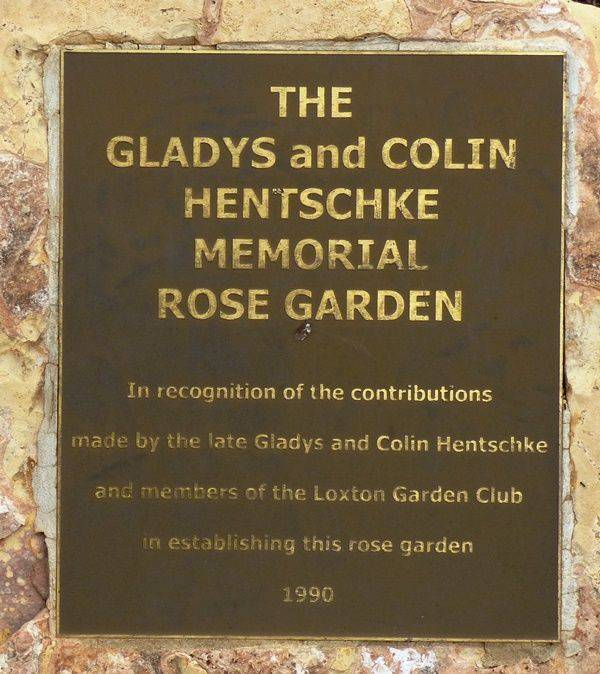 THE
GLADYS and COLIN
HENTSCHKE
MEMORIAL
ROSE GARDEN
In recognition of the contributions
made by the late Gladys and Colin Hentschke
and members of the Loxton Garden Club
in establishing this rose garden
1990